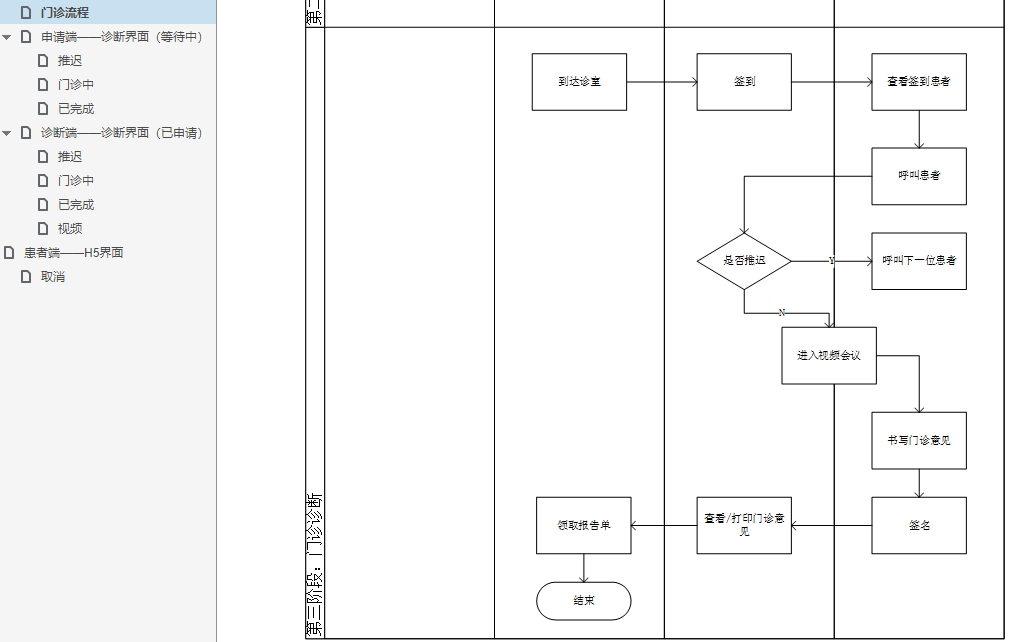 门诊流程
申请端——诊断界面（等待中）
推迟
门诊中
已完成
诊断端——诊断界面（已申请）
推迟
门诊中
已完成
视频
患者端——H5界面
取消
到达诊室
签到
查看签到患者
呼叫患者
是否推迟
Y
呼叫下一位患者
N
进入视频会议
书写门诊意见
签名
查看/打印门诊意
见
领取报告单
结束
第三阶段：门诊诊断